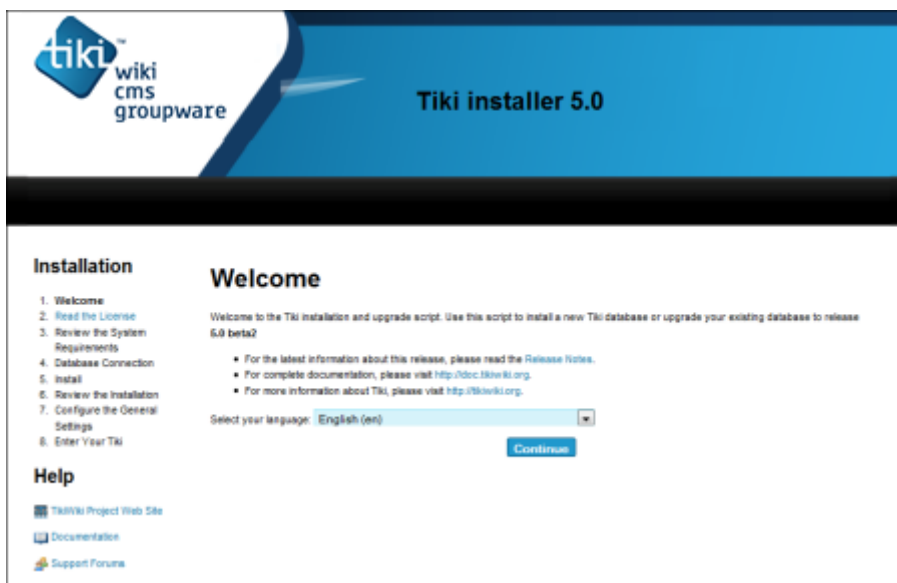 tiki™
wiki
cms
groupware
Tiki installer 5.0
Installation
1. Welcome
2. Read the License
3. Review the System
Requirements
4. Database Connection
5. Install
6. Review the Installation
7. Configure the General
Settings
8. Enter Your Tiki
Help
TikiWiki Project Web Site
Documentation
Support Forums
Welcome
Welcome to the Tiki installation and upgrade script. Use this script to install a new Tiki database or upgrade your existing database to release
5.0 beta2
• For the latest information about this release, please read the Release Notes.
• For complete documentation, please visit http://doc.tikiwiki.org.
• For more information about Tiki, please visit http://tikiwiki.org.
Select your language: English (en)
Continue